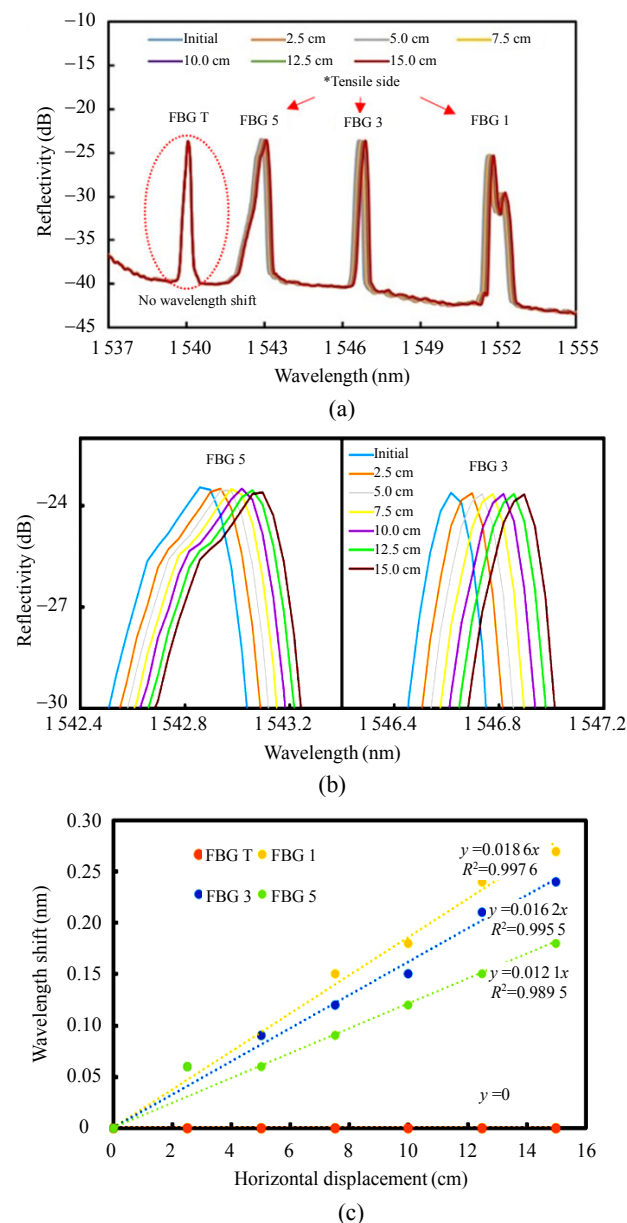 −10
−15
−20
−25
−30
−35
−40
−45
Reflectivity (dB)
Initial 2.5 cm 5.0 cm 7.5 cm
10.0 cm 12.5 cm 15.0 cm
*Tensile side
FBG T FBG 5 FBG 3 FBG 1
No wavelength shift
1 537 1 540 1 543 1 546 1 549 1 552 1 555
Wavelength (nm)
(a)
−24
−27
−30
Reflectivity (dB)
FBG 5
Initial
2.5 cm
5.0 cm
7.5 cm
10.0 cm
12.5 cm
15.0 cm
FBG 3
1 542.4 1 542.8 1 543.2 1 546.4 1 546.8 1 547.2
Wavelength (nm)
(b)
0.30
0.25
0.20
0.15
0.10
0.05
0
Wavelength shift (nm)
FBG T FBG 1
FBG 3 FBG 5
y =0.018 6x
R²=0.997 6
y=0.016 2x
R²=0.995 5
y=0.012 1x
R²=0.989 5
y=0
0 2 4 6 8 10 12 14 16
Horizontal displacement (cm)
(c)